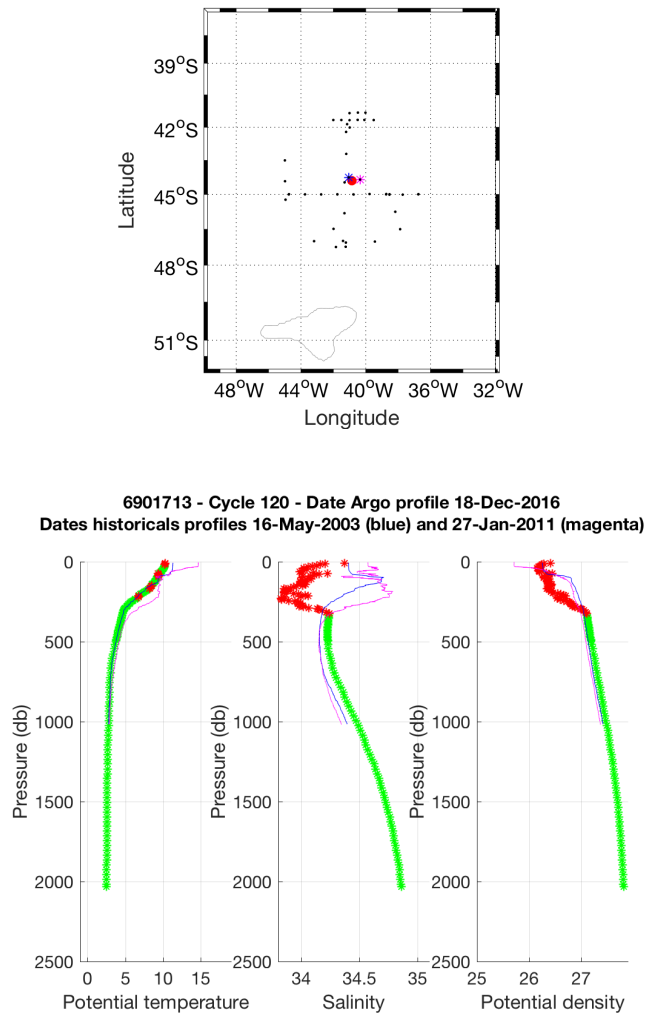 39°S
42°S
45°S
48°S
51°S
Latitude
48°W 44°W 40°W 36°W 32°W
Longitude
6901713 - Cycle 120 - Date Argo profile 18-Dec-2016
Dates historicals profiles 16-May-2003 (blue) and 27-Jan-2011 (magenta)
0
500
1000
1500
2000
2500
Pressure (db)
0 5 10 15
Potential temperature
0
500
1000
1500
2000
2500
Pressure (db)
34 34.5 35
Salinity
0
500
1000
1500
2000
2500
Pressure (db)
25 26 27
Potential density